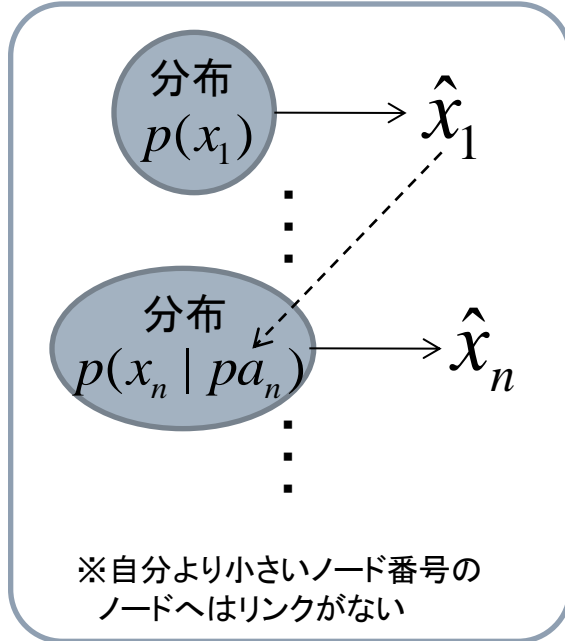 分布
p(x₁)
x̂₁
分布
p(xₙ | paₙ)
x̂ₙ
※自分より小さいノード番号の
ノードへはリンクがない